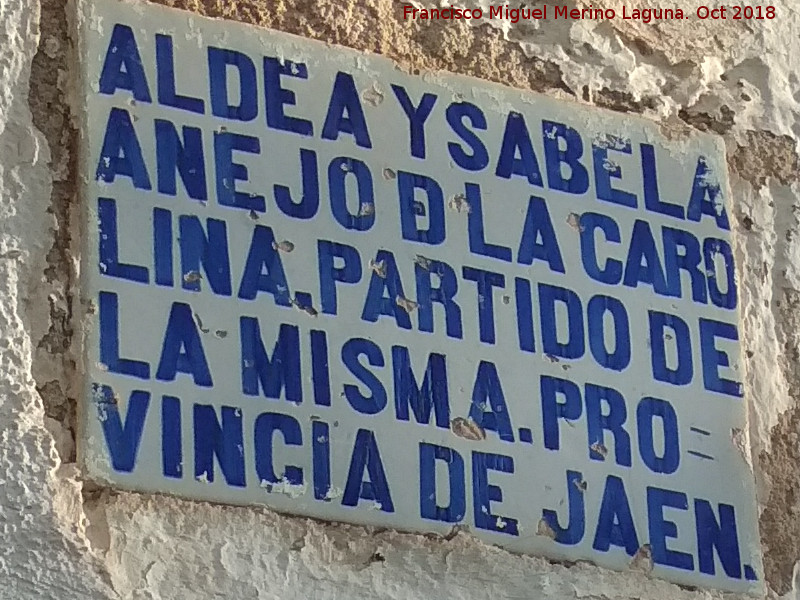 Francisco Miguel Merino Laguna. Oct 2018
ALDEA YSABELA
ANEJO D LA CARO
LINA. PARTIDO DE
LA MISMA. PRO=
VINCIA DE JAEN.